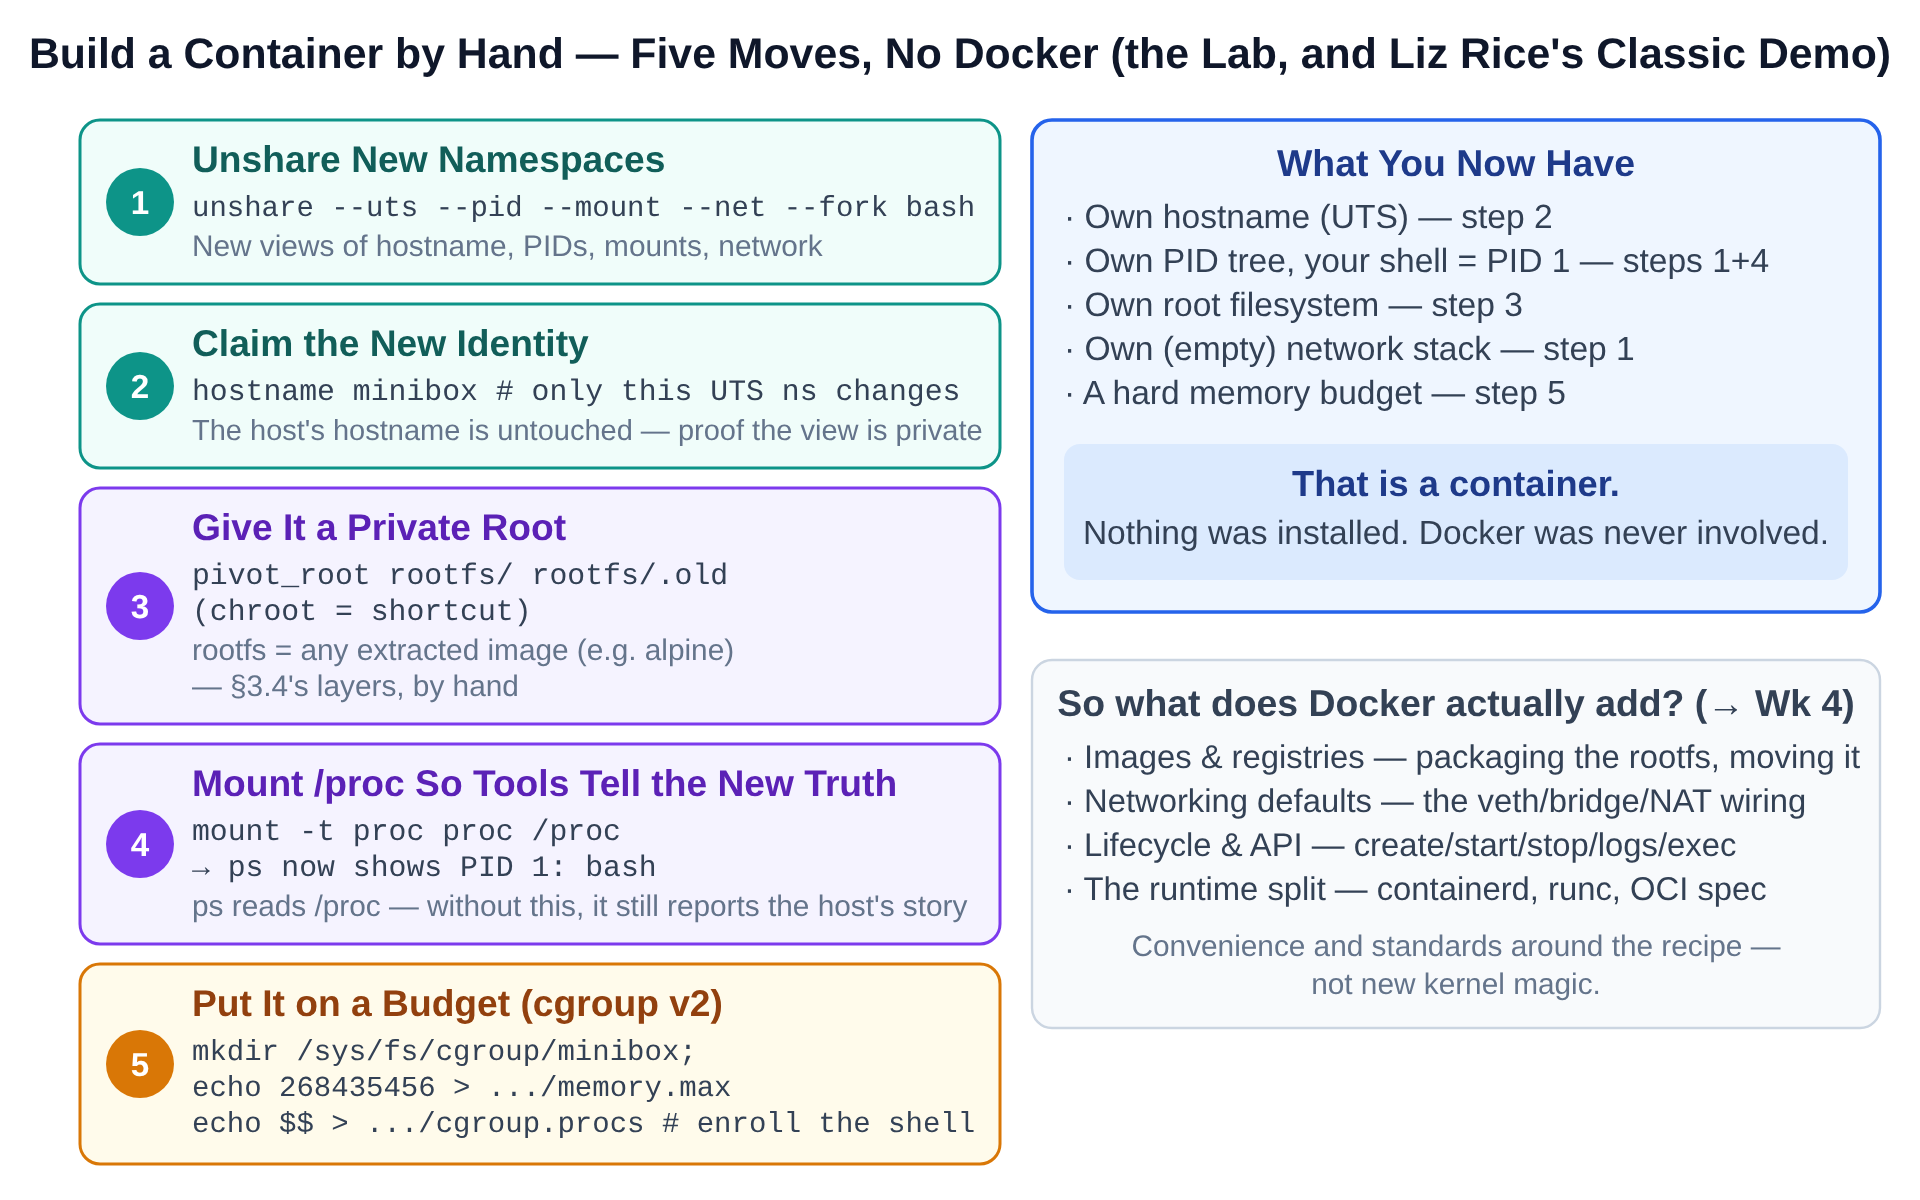 Build a Container by Hand — Five Moves, No Docker (the Lab, and Liz Rice's Classic Demo)
1
Unshare New Namespaces
unshare --uts --pid --mount --net --fork bash
New views of hostname, PIDs, mounts, network
2
Claim the New Identity
hostname minibox # only this UTS ns changes
The host's hostname is untouched — proof the view is private
3
Give It a Private Root
pivot_root rootfs/ rootfs/.old
(chroot = shortcut)
rootfs = any extracted image (e.g. alpine)
— §3.4's layers, by hand
4
Mount /proc So Tools Tell the New Truth
mount -t proc proc /proc
→ ps now shows PID 1: bash
ps reads /proc — without this, it still reports the host's story
5
Put It on a Budget (cgroup v2)
mkdir /sys/fs/cgroup/minibox;
echo 268435456 > .../memory.max
echo $$ > .../cgroup.procs # enroll the shell
What You Now Have
· Own hostname (UTS) — step 2
· Own PID tree, your shell = PID 1 — steps 1+4
· Own root filesystem — step 3
· Own (empty) network stack — step 1
· A hard memory budget — step 5
That is a container.
Nothing was installed. Docker was never involved.
So what does Docker actually add? (→ Wk 4)
· Images & registries — packaging the rootfs, moving it
· Networking defaults — the veth/bridge/NAT wiring
· Lifecycle & API — create/start/stop/logs/exec
· The runtime split — containerd, runc, OCI spec
Convenience and standards around the recipe —
not new kernel magic.